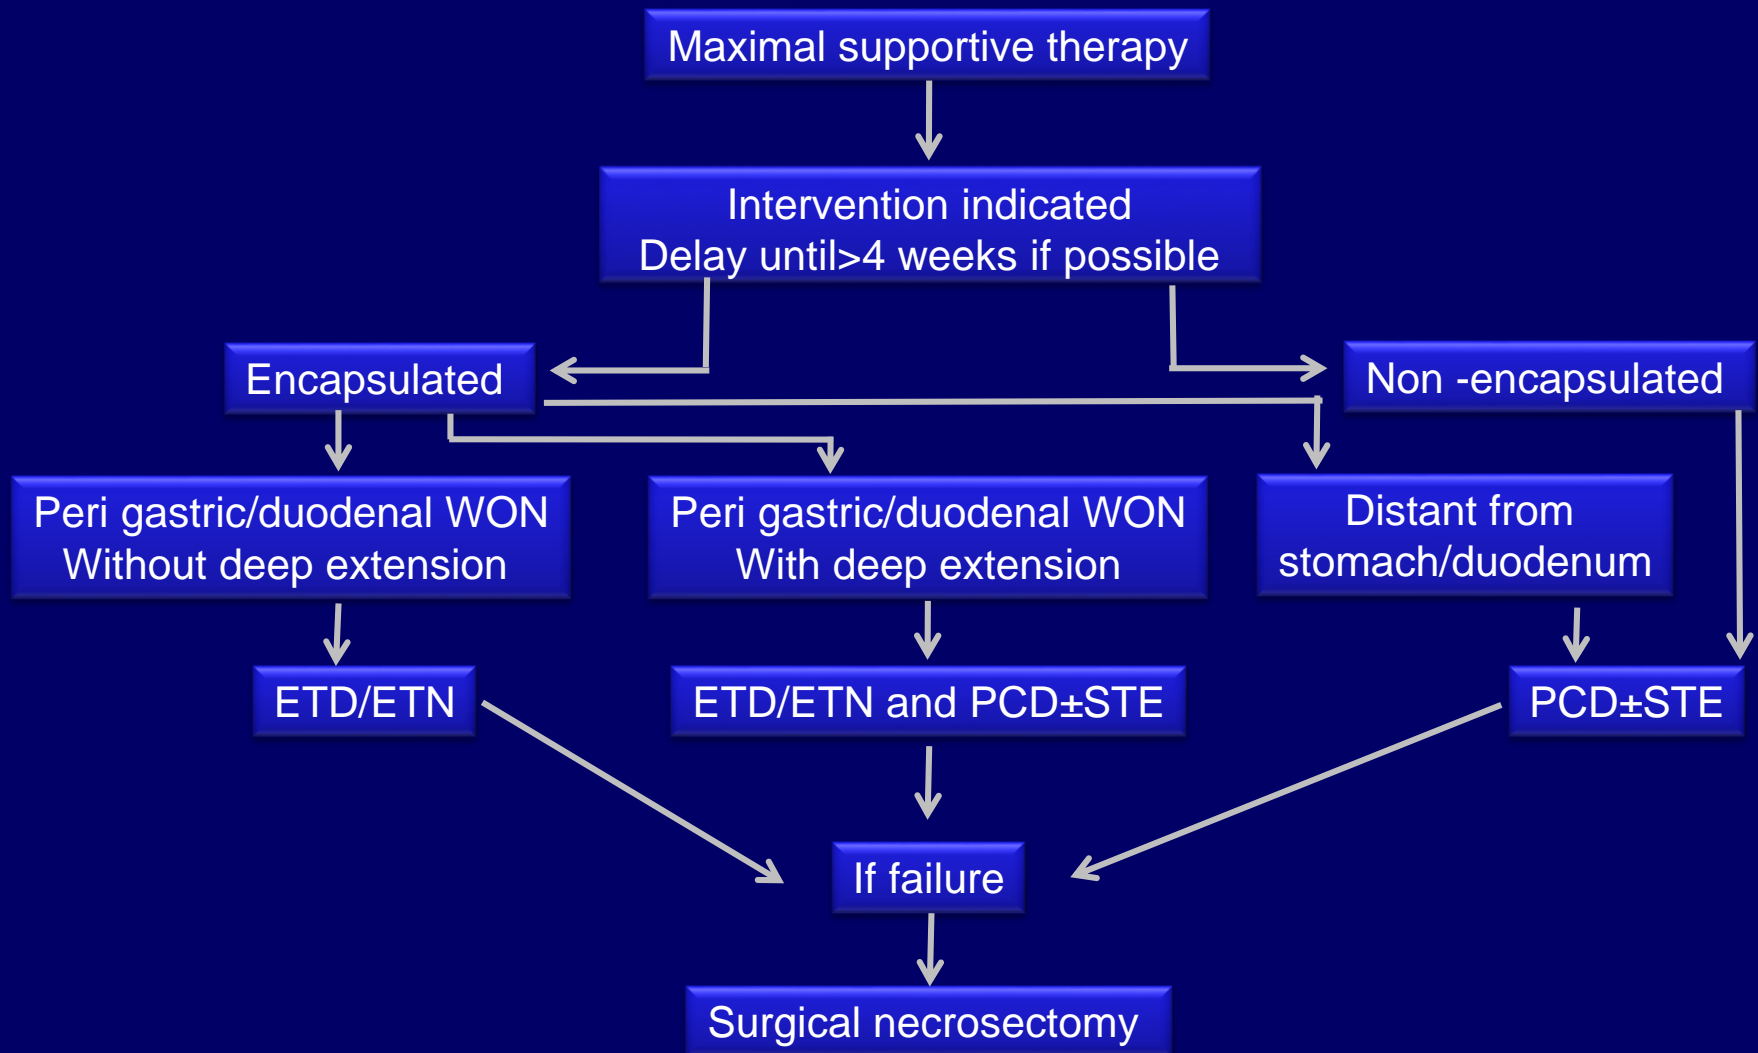 Maximal supportive therapy
Intervention indicated
Delay until>4 weeks if possible
Encapsulated
Non -encapsulated
Peri gastric/duodenal WON
Without deep extension
Peri gastric/duodenal WON
With deep extension
Distant from
stomach/duodenum
ETD/ETN
ETD/ETN and PCD±STE
PCD±STE
If failure
Surgical necrosectomy